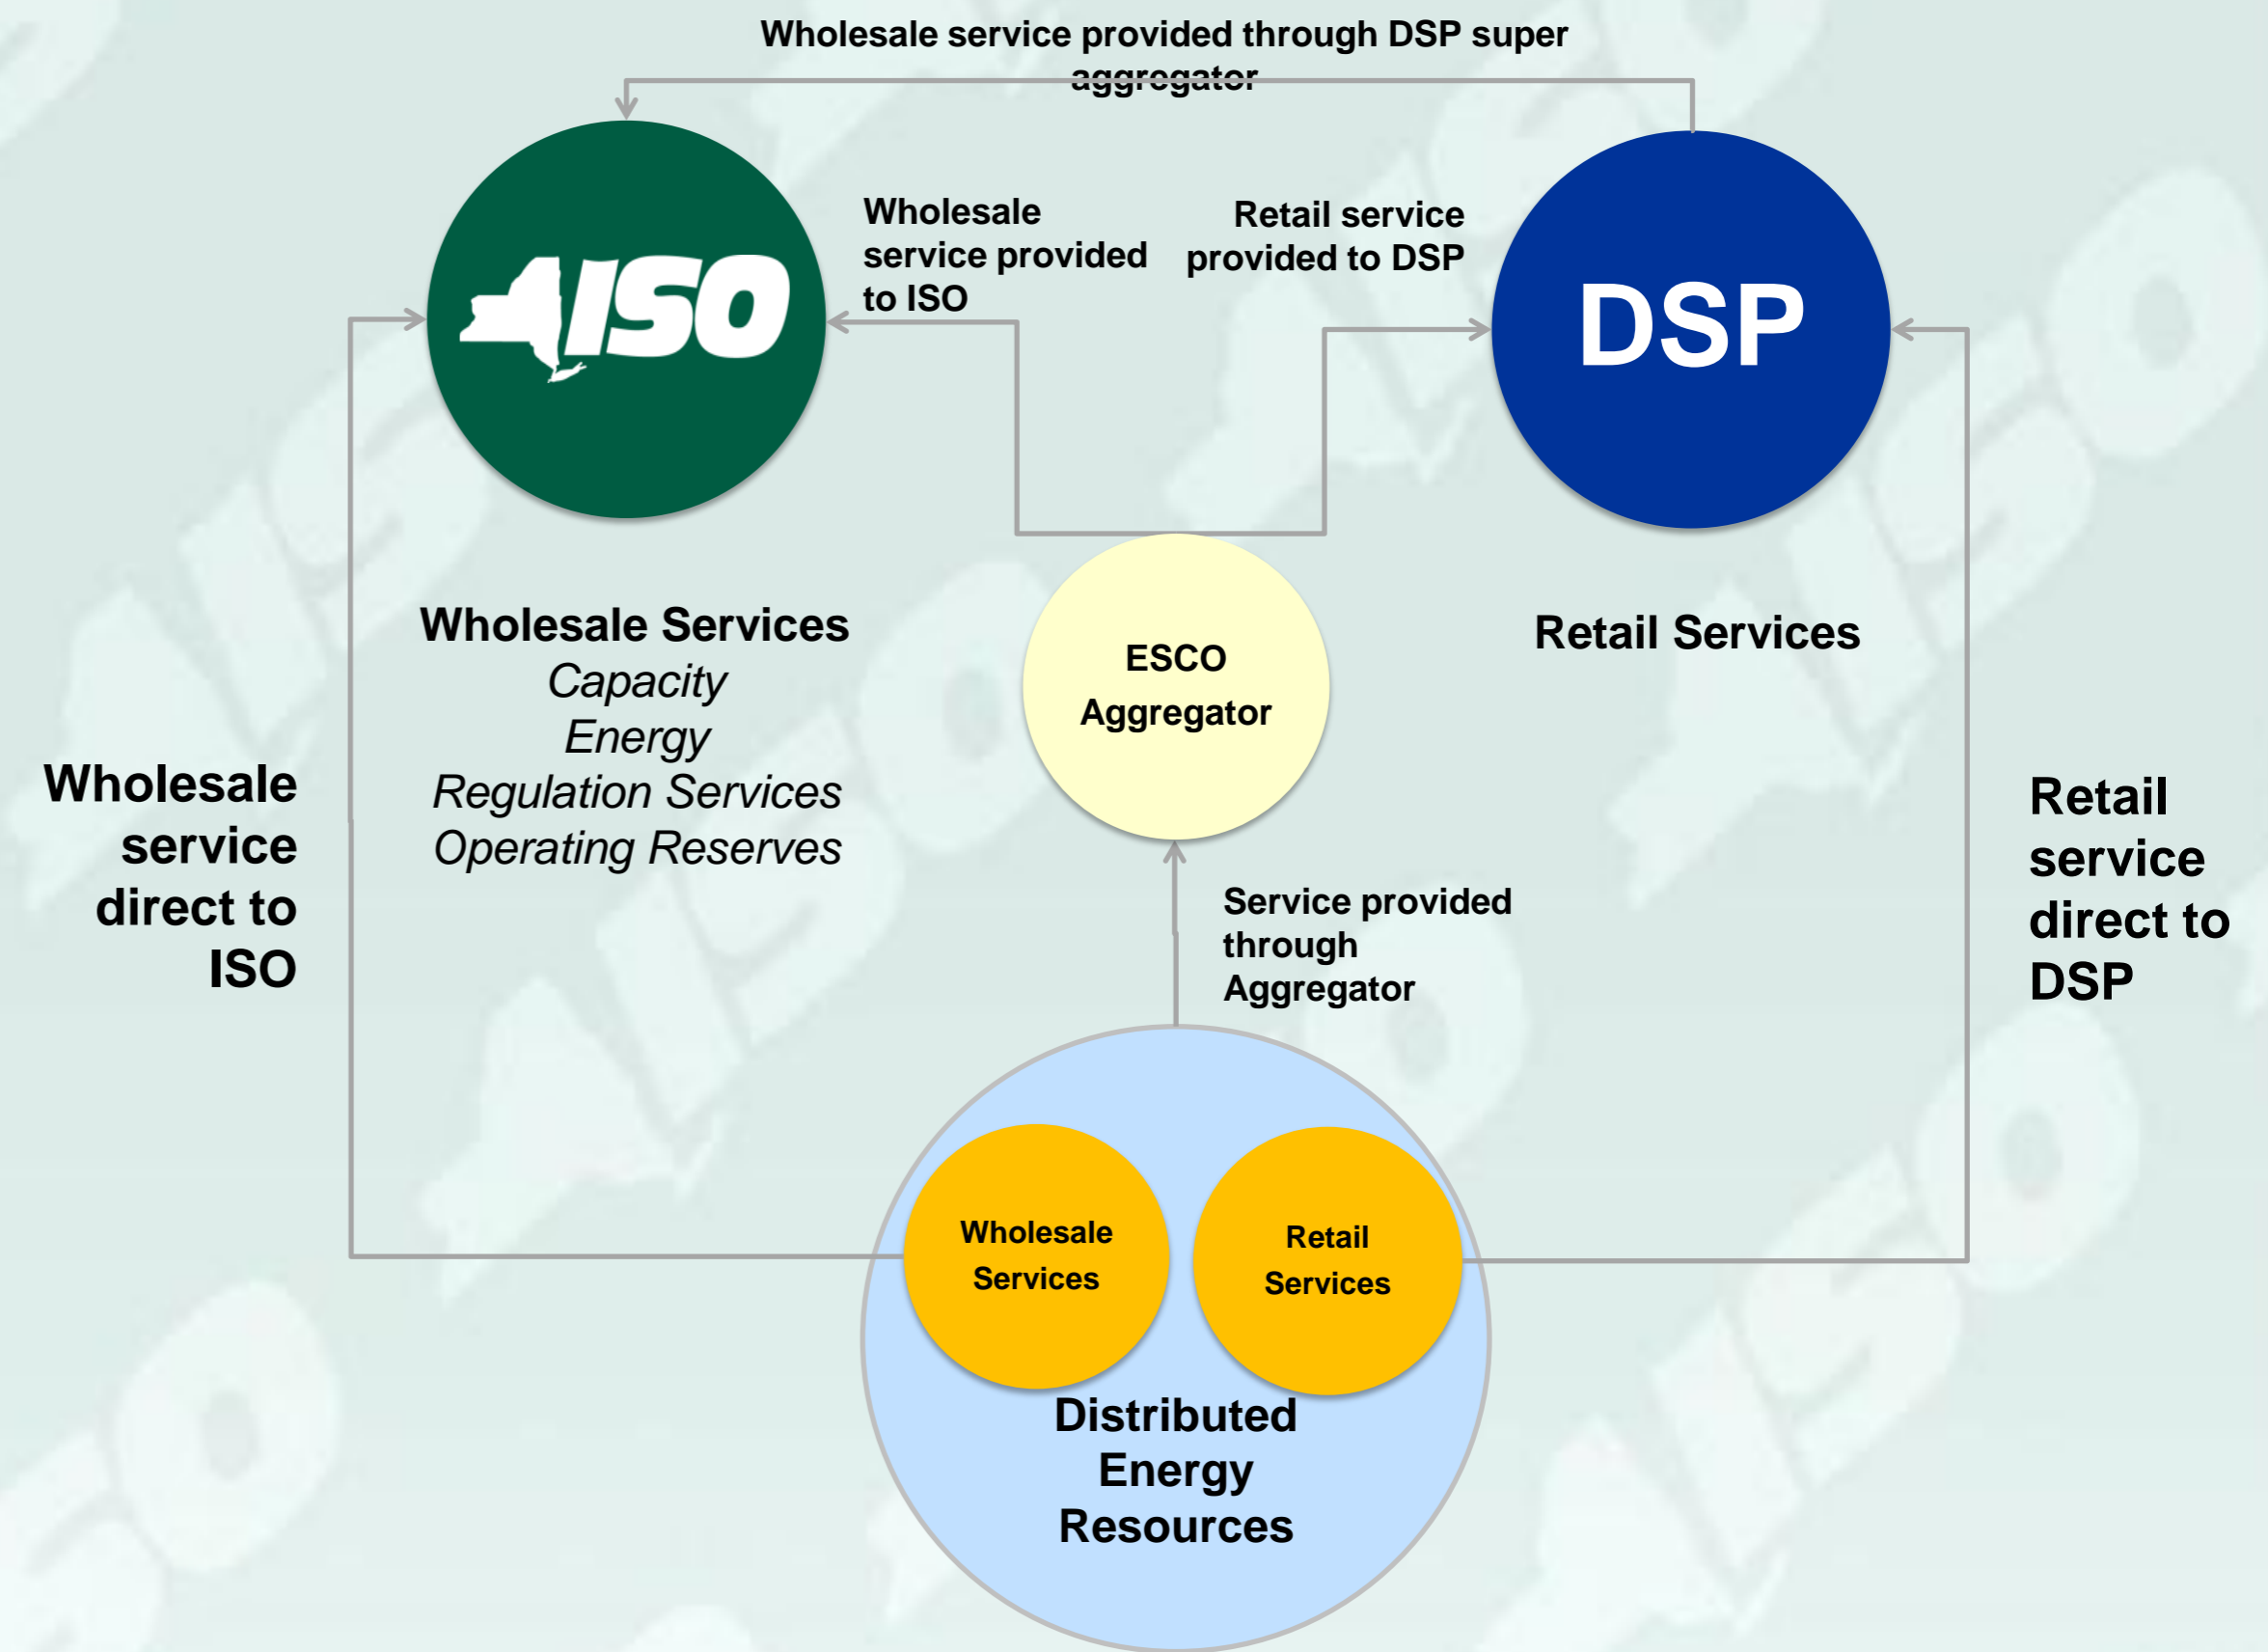 Wholesale service provided through DSP super
aggregator
Wholesale
service provided
to ISO
Retail service
provided to DSP
ISO
DSP
Wholesale Services
Capacity
Energy
Regulation Services
Operating Reserves
ESCO
Aggregator
Retail Services
Wholesale
service
direct to
ISO
Retail
service
direct to
DSP
Service provided
through
Aggregator
Wholesale
Services
Retail
Services
Distributed
Energy
Resources